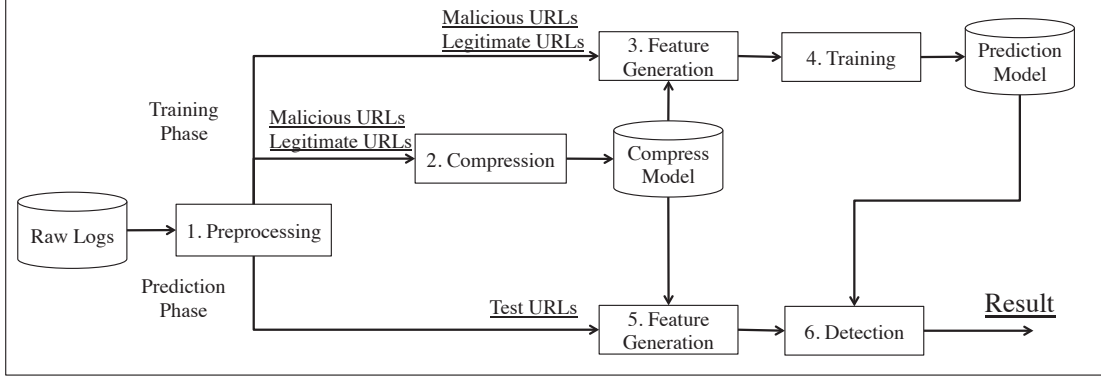 Malicious URLs
Legitimate URLs
3. Feature
Generation
4. Training
Prediction
Model
Training
Phase
Malicious URLs
Legitimate URLs
2. Compression
Compress
Model
Raw Logs
1. Preprocessing
Prediction
Phase
Test URLs
5. Feature
Generation
6. Detection
Result